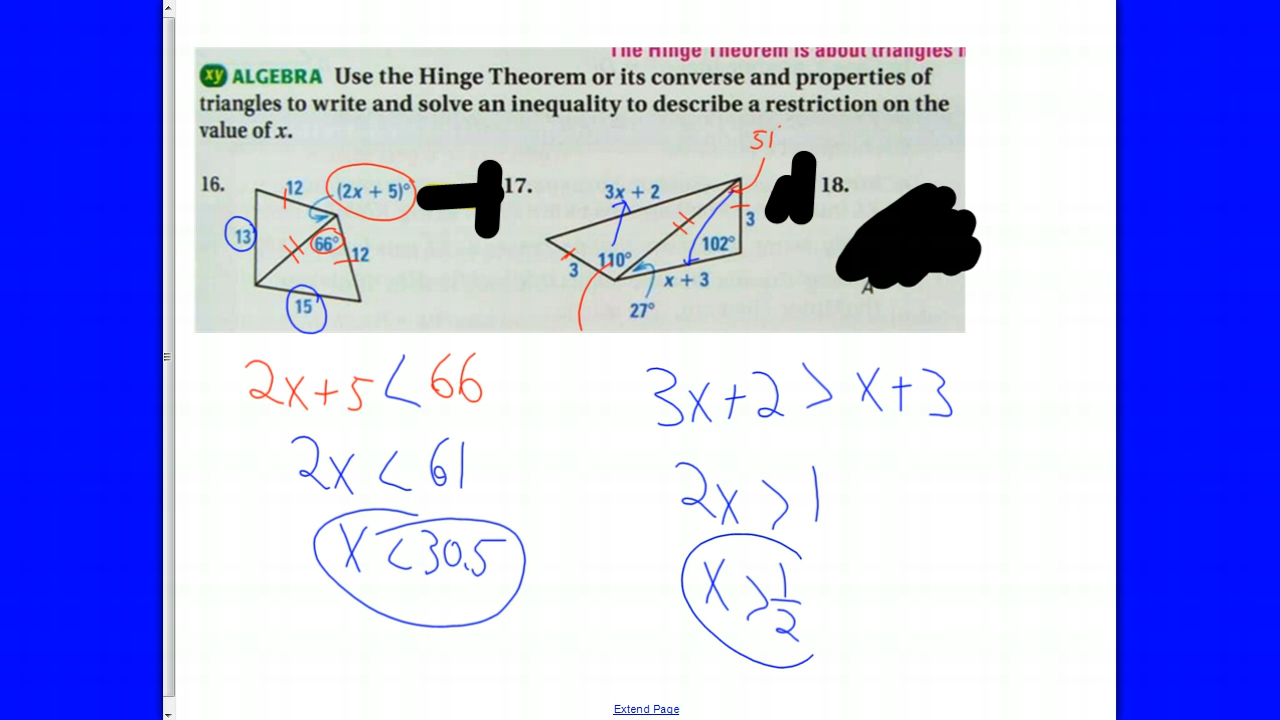 The Hinge Theorem is about triangles i
xy ALGEBRA Use the Hinge Theorem or its converse and properties of
triangles to write and solve an inequality to describe a restriction on the
value of x.
16.
12
(2x + 5)°
13
66°
12
15
17.
51
3x + 2
3
102°
3
110°
x + 3
27°
18.
A
2x+5<66
2x<61
x<30.5
3x+2>x+3
2x>1
x>1/2
Extend Page